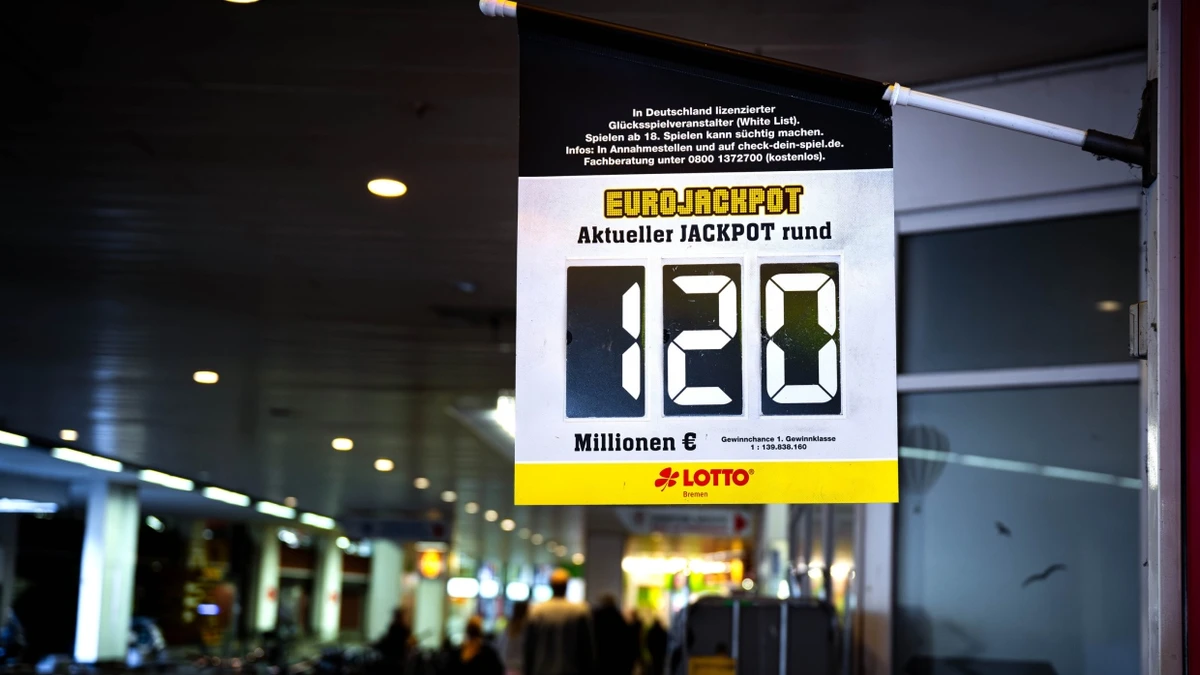 In Deutschland lizenzierter
Glücksspielveranstalter (White List).
Spielen ab 18. Spielen kann süchtig machen.
Infos: In Annahmestellen und auf check-dein-spiel.de.
Fachberatung unter 0800 1372700 (kostenlos).
EUROJACKPOT
Aktueller JACKPOT rund
120
Millionen €
Gewinnchance 1. Gewinnklasse
1 : 139.838.160
LOTTO®
Bremen